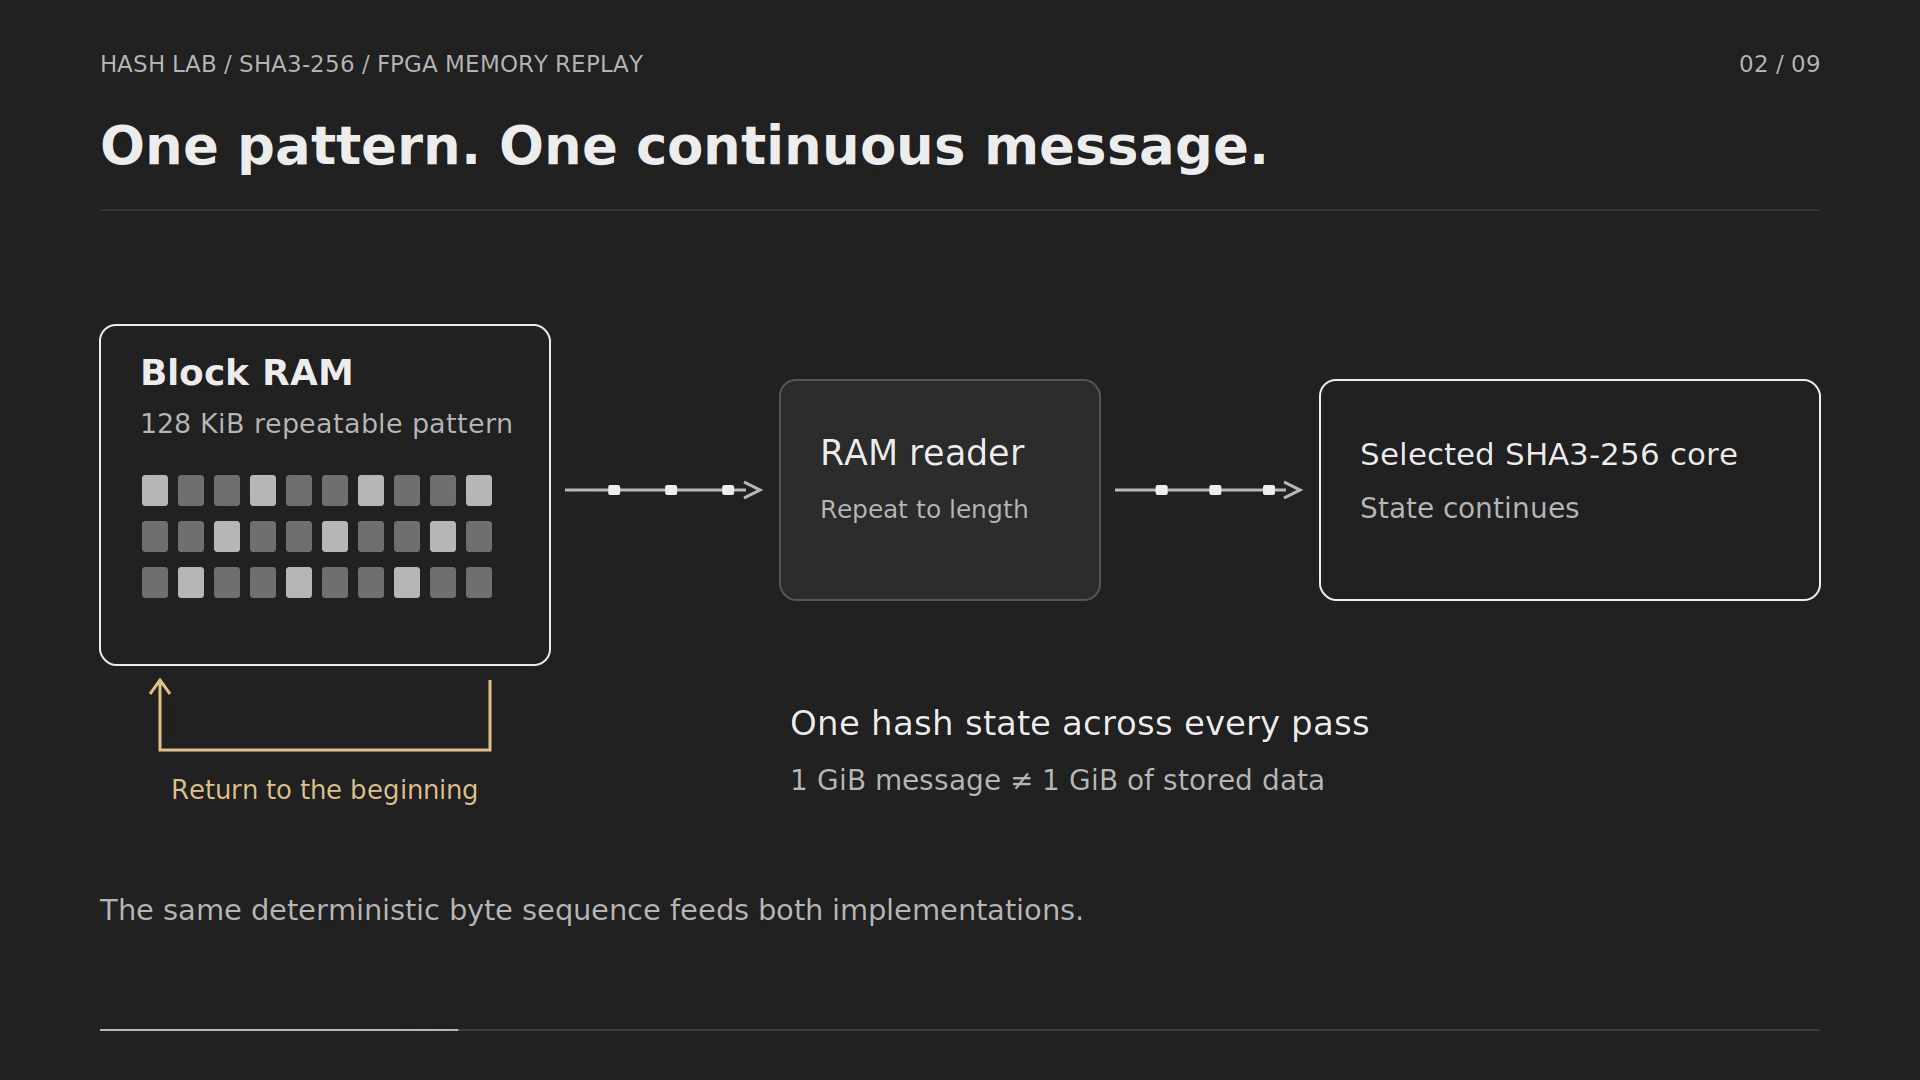 HASH LAB / SHA3-256 / FPGA MEMORY REPLAY
02 / 09
One pattern. One continuous message.
Block RAM
128 KiB repeatable pattern
RAM reader
Repeat to length
Selected SHA3-256 core
State continues
Return to the beginning
One hash state across every pass
1 GiB message ≠ 1 GiB of stored data
The same deterministic byte sequence feeds both implementations.